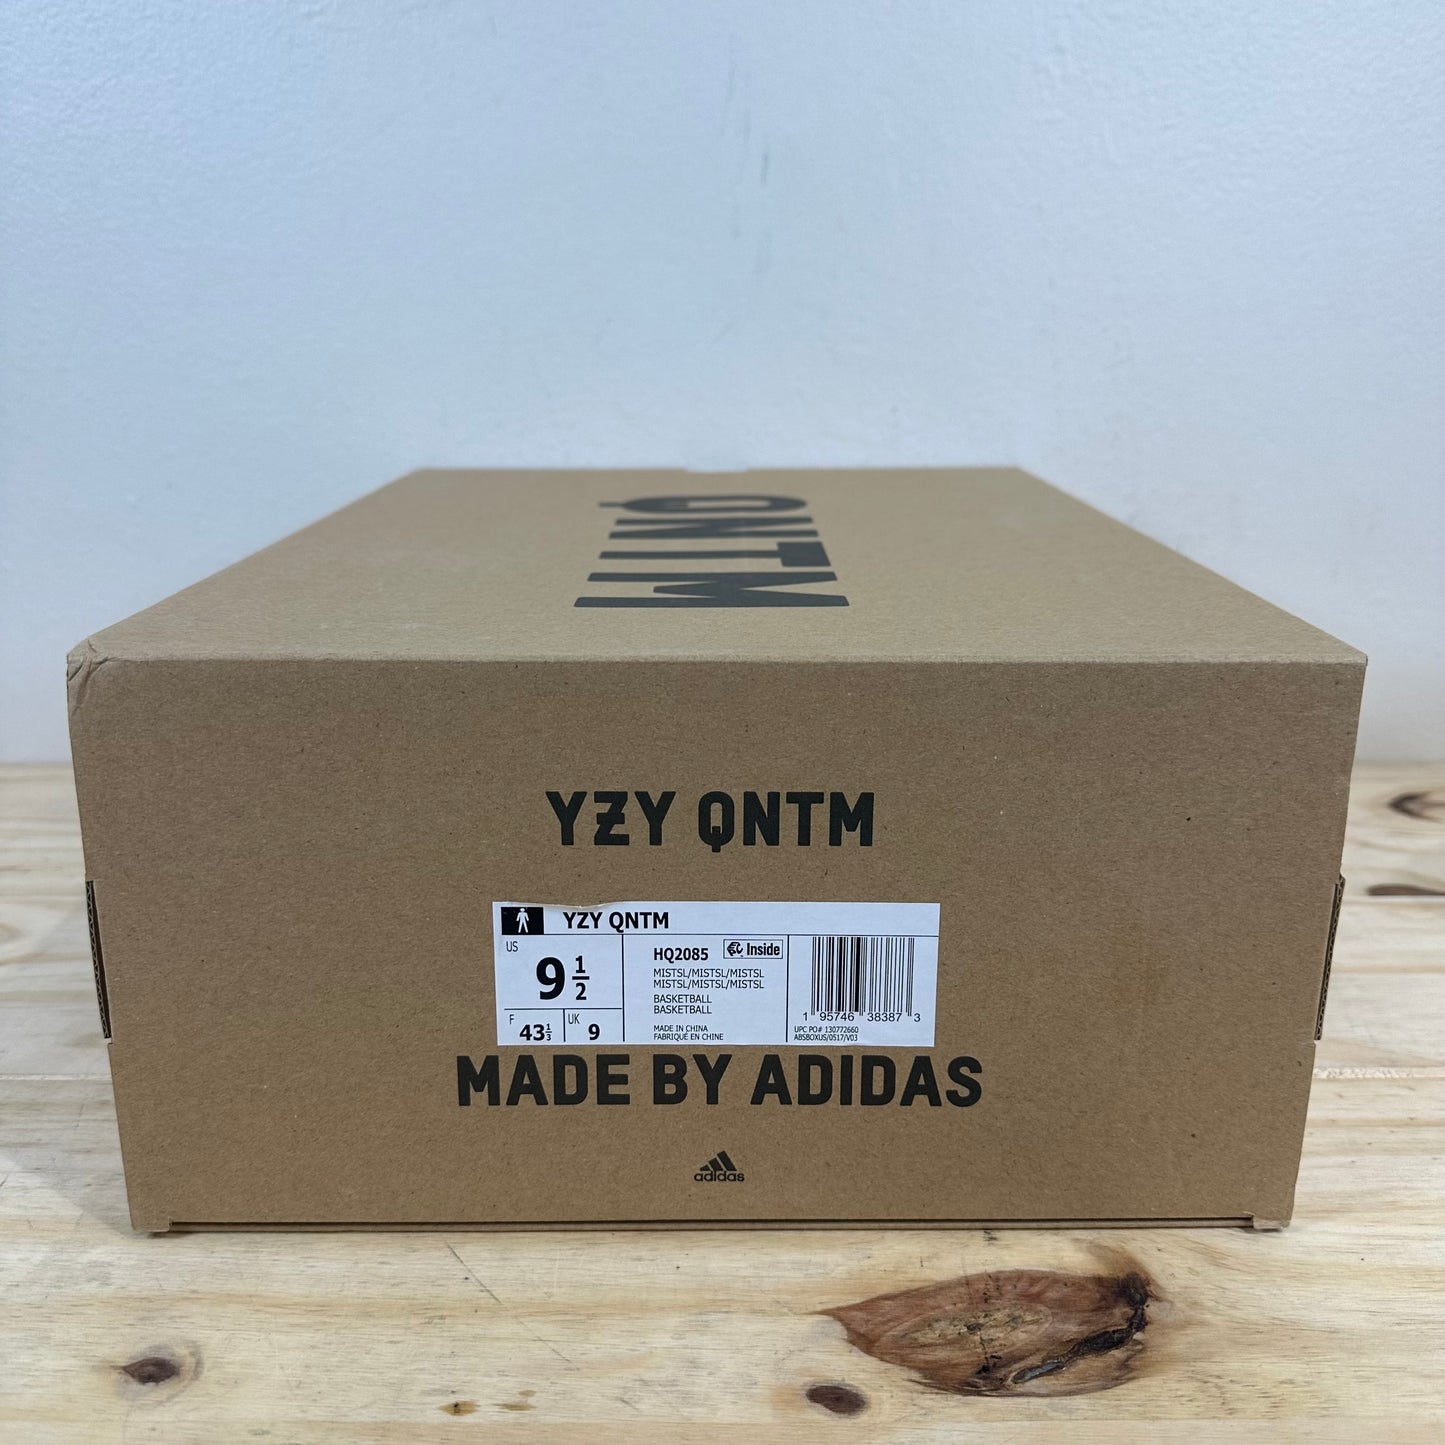 QNTM
YZY QNTM
YZY QNTM
US
9 1/2
F
43 1/3
UK
9
HQ2085
Inside
MISTSL/MISTSL/MISTSL
MISTSL/MISTSL/MISTSL
BASKETBALL
BASKETBALL
MADE IN CHINA
FABRIQUÉ EN CHINE
1 95746 38387 3
UPC PO# 130772660
ABSBOXUS/0517/V03
MADE BY ADIDAS
adidas